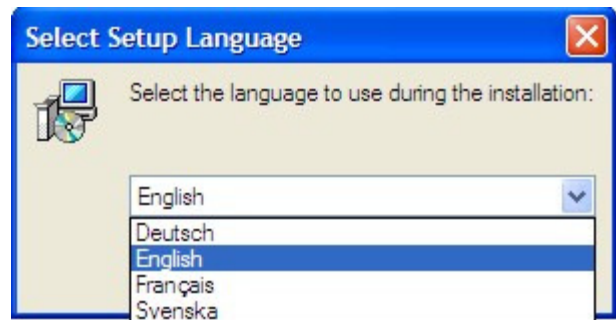 Select Setup Language
Select the language to use during the installation:
English
Deutsch
English
Français
Svenska